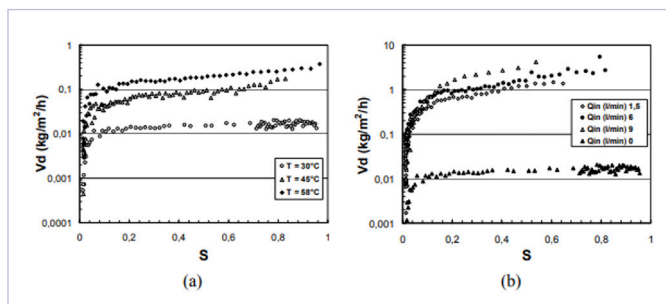 1
0,1
0,01
0,001
0,0001
Vd (kg/m²/h)
0 0,2 0,4 0,6 0,8 1
S
T = 30°C
T = 45°C
T = 58°C
(a)
10
1
0,1
0,01
0,001
Vd (kg/m²/h)
0 0,2 0,4 0,6 0,8 1
S
Qin (l/min) 1,5
Qin (l/min) 6
Qin (l/min) 9
Qin (l/min) 0
(b)